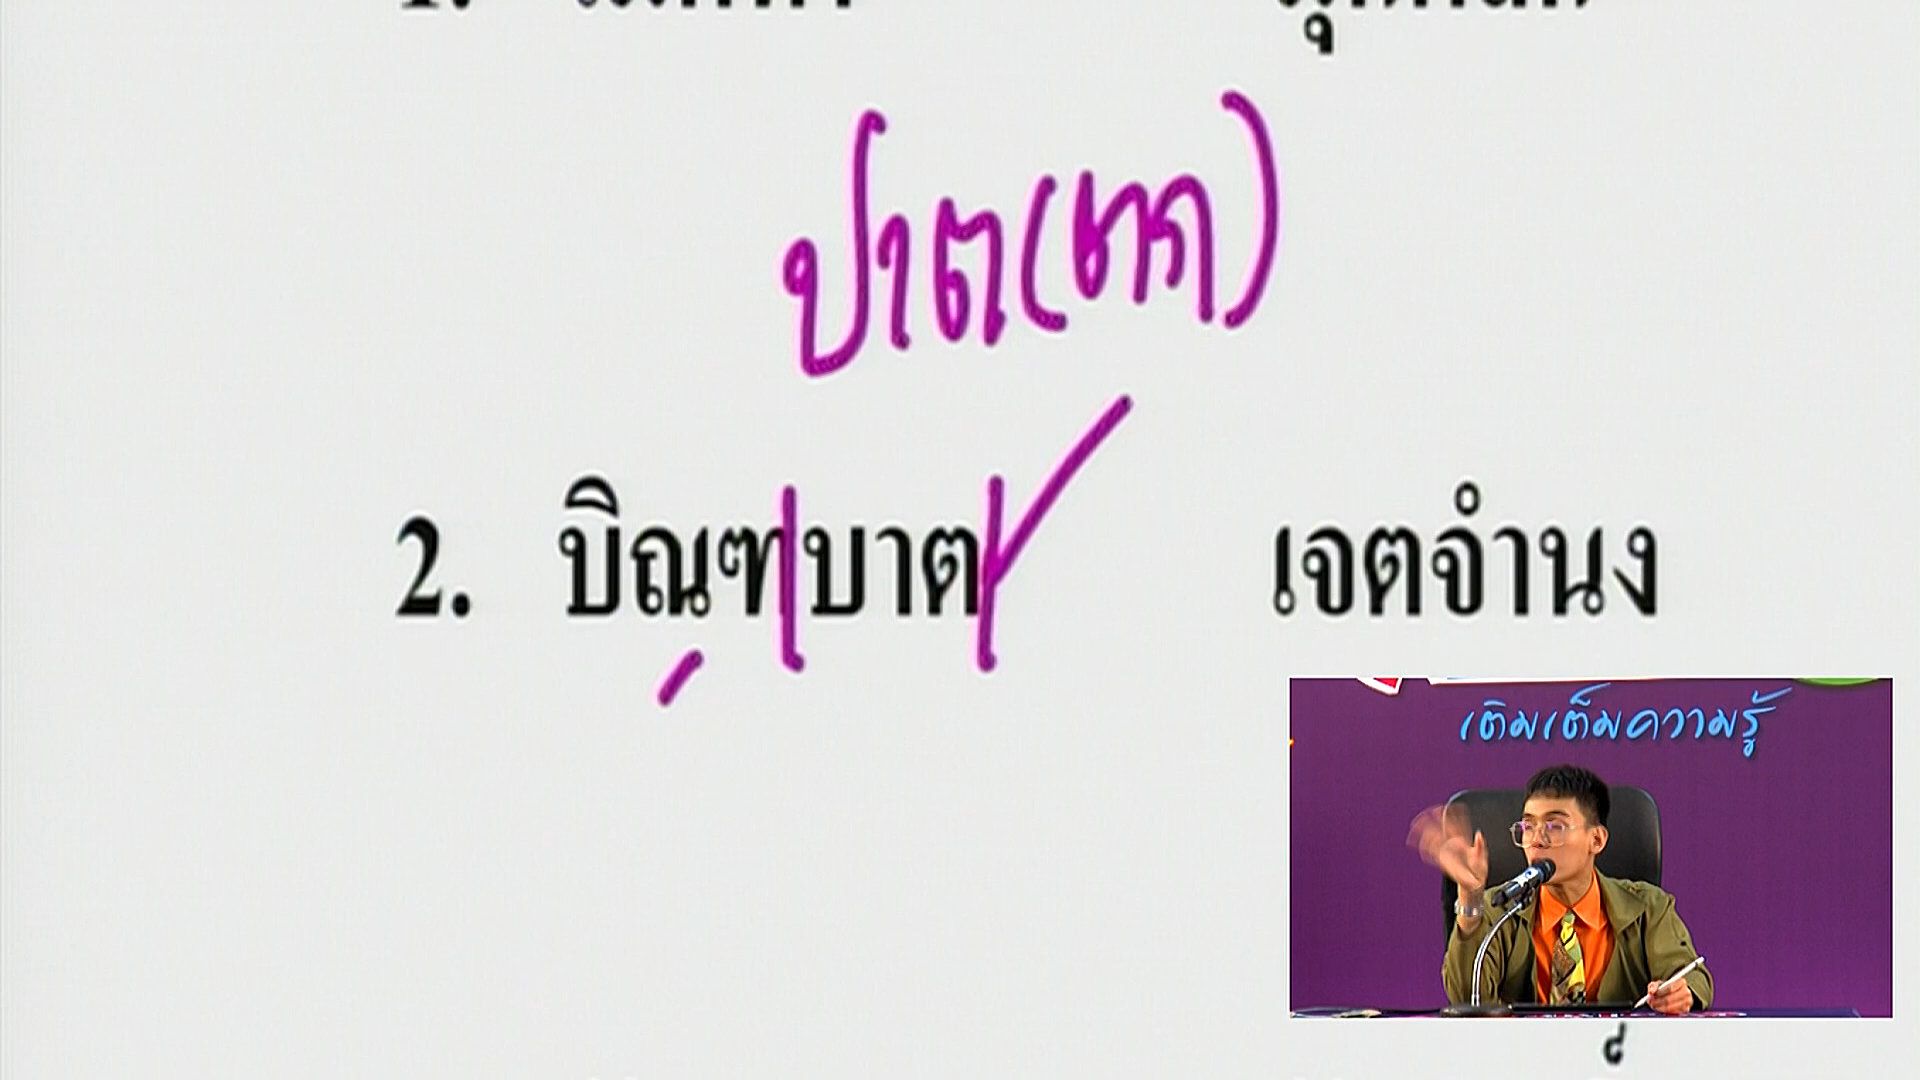 ปาต(ตก)
2. บิณฑบาต เจตจำนง
เติมเต็มความรู้